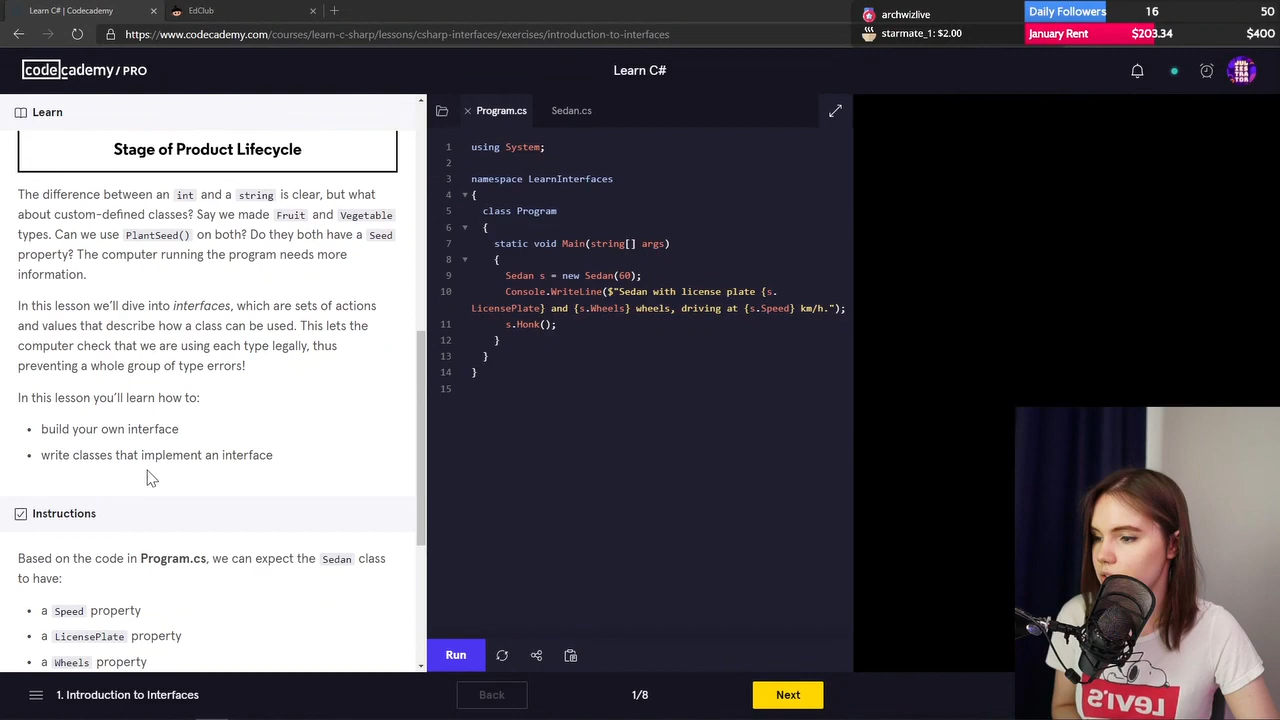 Learn C# | Codecademy
EdClub
https://www.codecademy.com/courses/learn-c-sharp/lessons/csharp-interfaces/exercises/introduction-to-interfaces
archwizlive
starmate_1: $2.00
Daily Followers 16 50
January Rent $203.34 $400
codecademy/PRO
Learn C#
Learn
Stage of Product Lifecycle
The difference between an int and a string is clear, but what
about custom-defined classes? Say we made Fruit and Vegetable
types. Can we use PlantSeed() on both? Do they both have a Seed
property? The computer running the program needs more
information.
In this lesson we’ll dive into interfaces, which are sets of actions
and values that describe how a class can be used. This lets the
computer check that we are using each type legally, thus
preventing a whole group of type errors!
In this lesson you’ll learn how to:
• build your own interface
• write classes that implement an interface
Instructions
Based on the code in Program.cs, we can expect the Sedan class
to have:
• a Speed property
• a LicensePlate property
• a Wheels property
Program.cs
Sedan.cs
1 using System;
2
3 namespace LearnInterfaces
4 {
5 class Program
6 {
7 static void Main(string[] args)
8 {
9 Sedan s = new Sedan(60);
10 Console.WriteLine($"Sedan with license plate {s.
LicensePlate} and {s.Wheels} wheels, driving at {s.Speed} km/h.");
11 s.Honk();
12 }
13 }
14 }
15
Run
1. Introduction to Interfaces
Back
1/8
Next
LEVI'S